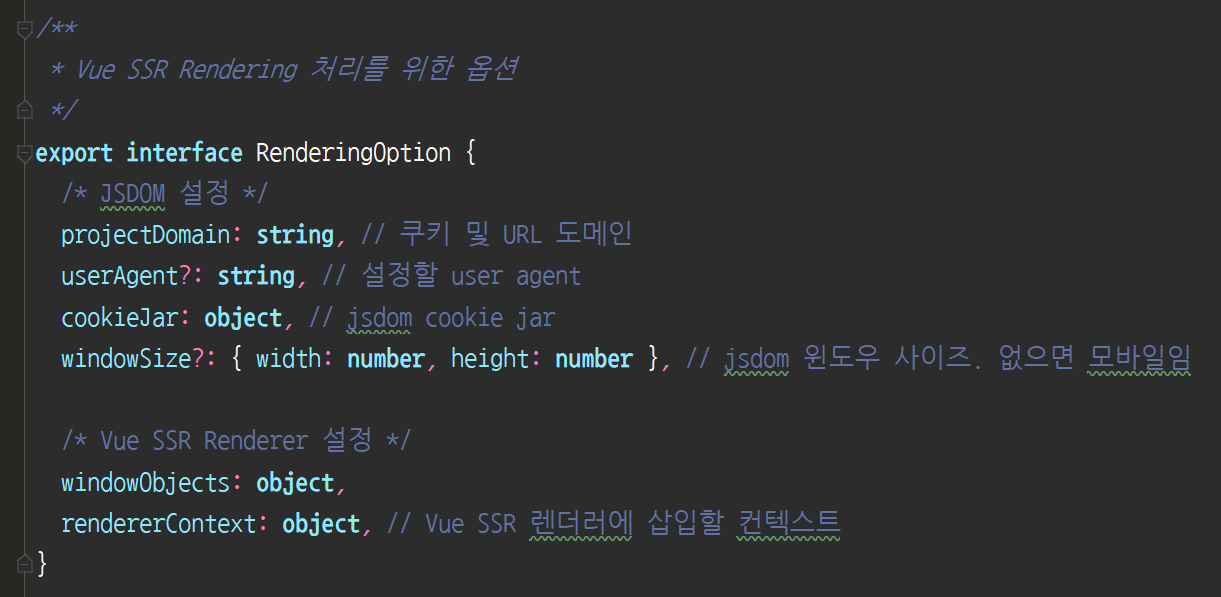 /**
 * Vue SSR Rendering 처리를 위한 옵션
 */
export interface RenderingOption {
  /* JSDOM 설정 */
  projectDomain: string, // 쿠키 및 URL 도메인
  userAgent?: string, // 설정할 user agent
  cookieJar: object, // jsdom cookie jar
  windowSize?: { width: number, height: number }, // jsdom 윈도우 사이즈. 없으면 모바일임
  /* Vue SSR Renderer 설정 */
  windowObjects: object,
  rendererContext: object, // Vue SSR 렌더러에 삽입할 컨텍스트
}